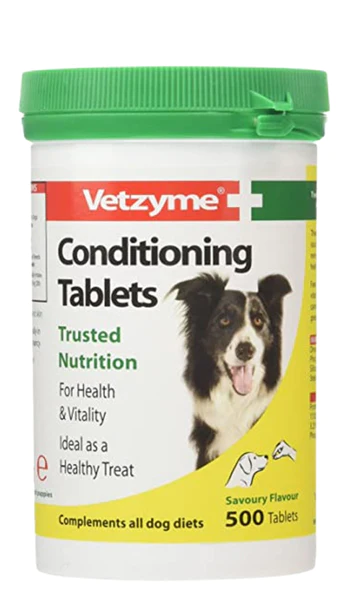 Vetzyme®
Conditioning
Tablets
Trusted
Nutrition
For Health
& Vitality
Ideal as a
Healthy Treat
Savoury Flavour
500 Tablets
Complements all dog diets
puppies